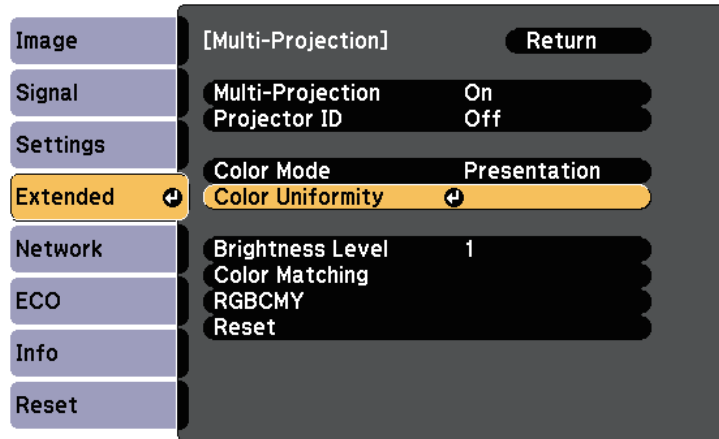 Image
Signal
Settings
Extended
Network
ECO
Info
Reset
[Multi-Projection] Return
Multi-Projection On
Projector ID Off
Color Mode Presentation
Color Uniformity
Brightness Level 1
Color Matching
RGBCMY
Reset